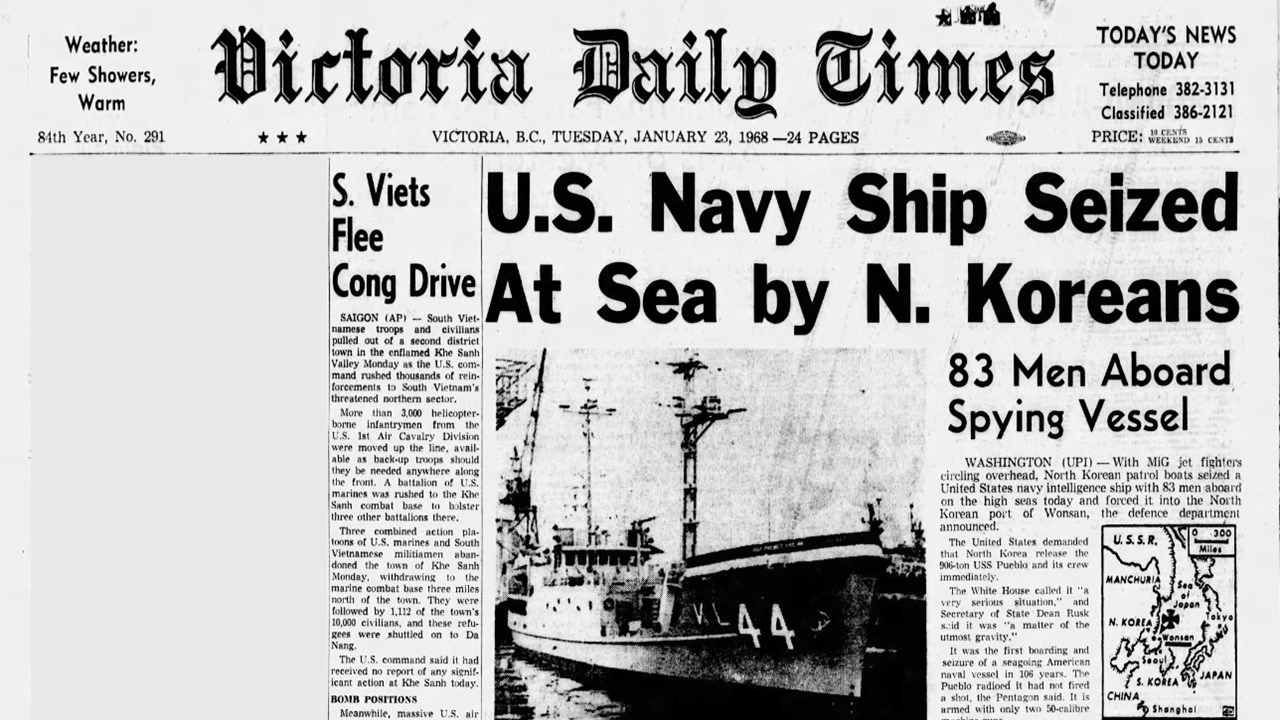 Weather:
Few Showers,
Warm
Victoria Daily Times
TODAY'S NEWS
TODAY
Telephone 382-3131
Classified 386-2121
84th Year, No. 291
★ ★ ★
VICTORIA, B.C., TUESDAY, JANUARY 23, 1968 —24 PAGES
PRICE: 10 CENTS
WEEKEND 15 CENTS
S. Viets
Flee
Cong Drive
SAIGON (AP) — South Viet-
namese troops and civilians
pulled out of a second district
town in the enflamed Khe Sanh
Valley Monday as the U.S. com-
mand rushed thousands of rein-
forcements to South Vietnam's
threatened northern sector.
More than 3,000 helicopter-
borne infantrymen from the
U.S. 1st Air Cavalry Division
were moved up the line, avail-
able as back-up troops should
they be needed anywhere along
the front. A battalion of U.S.
marines was rushed to the Khe
Sanh combat base to bolster
three other battalions there.
Three combined action pla-
toons of U.S. marines and South
Vietnamese militiamen aban-
doned the town of Khe Sanh
Monday, withdrawing to the
marine combat base three miles
north of the town. They were
followed by 1,112 of the town's
10,000 civilians, and these refu-
gees were shuttled on to Da
Nang.
The U.S. command said it had
received no report of any signif-
icant action at Khe Sanh today.
BOMB POSITIONS
Meanwhile, massive U.S. air
U.S. Navy Ship Seized
At Sea by N. Koreans
44
83 Men Aboard
Spying Vessel
WASHINGTON (UPI) — With MiG jet fighters
circling overhead, North Korean patrol boats seized a
United States navy intelligence ship with 83 men aboard
on the high seas today and forced it into the North
Korean port of Wonsan, the defence department
announced.
The United States demanded
that North Korea release the
906-ton USS Pueblo and its crew
immediately.
The White House called it "a
very serious situation," and
Secretary of State Dean Rusk
said it was "a matter of the
utmost gravity."
It was the first boarding and
seizure of a seagoing American
naval vessel in 106 years. The
Pueblo radioed it had not fired
a shot, the Pentagon said. It is
armed with only two 50-calibre
machine guns
U.S.S.R.
0 300
Miles
MANCHURIA
Sea
of
Japan
N. KOREA
Tokyo
Wonsan
Seoul
S. KOREA
JAPAN
CHINA
Shanghai